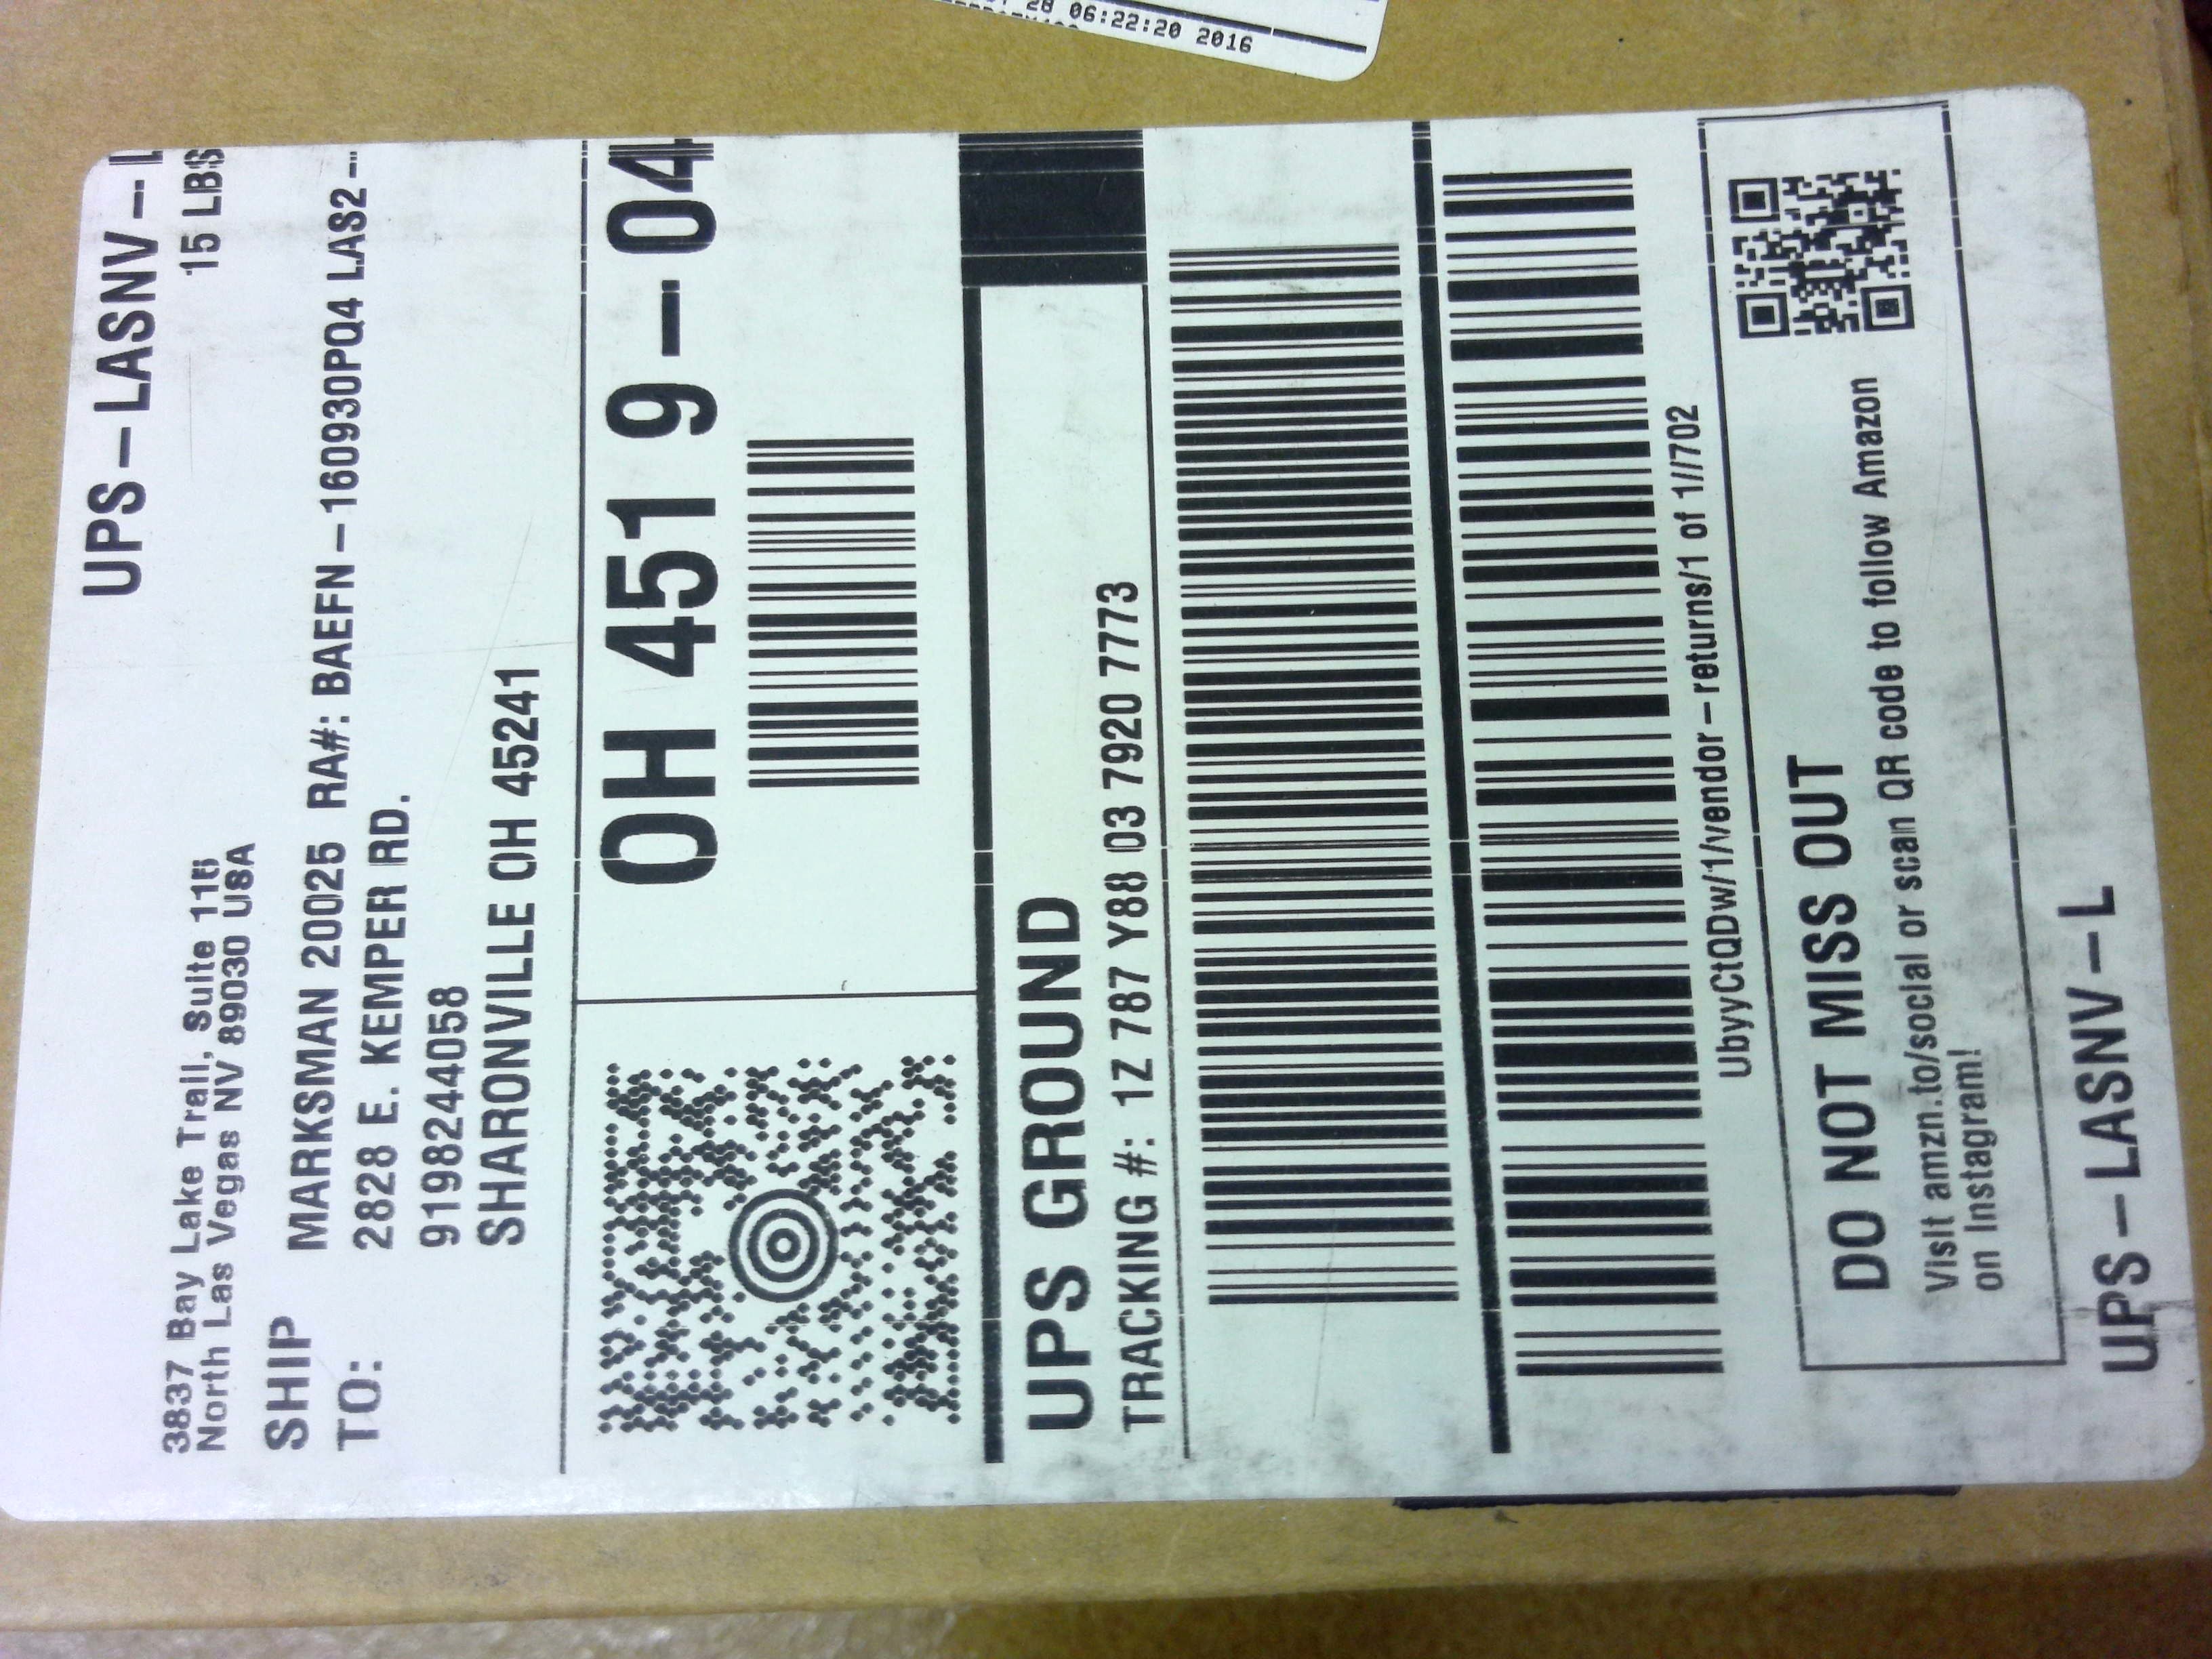 28 06:22:20 2016
UPS-LASNV-L
15 LBS
3837 Bay Lake Trail, Suite 115
North Las Vegas NV 89030 USA
SHIP
TO:
MARKSMAN 200025 RA#: BAEFN-160930PQ4 LAS2-
2828 E. KEMPER RD.
9198244058
SHARONVILLE OH 45241
OH 451 9-04
UPS GROUND
TRACKING #: 1Z 787 Y88 03 7920 7773
UbyyCtQDw/1/vendor-returns/1 of 1//702
DO NOT MISS OUT
Visit amzn.to/social or scan QR code to follow Amazon
on Instagram!
UPS-LASNV-L